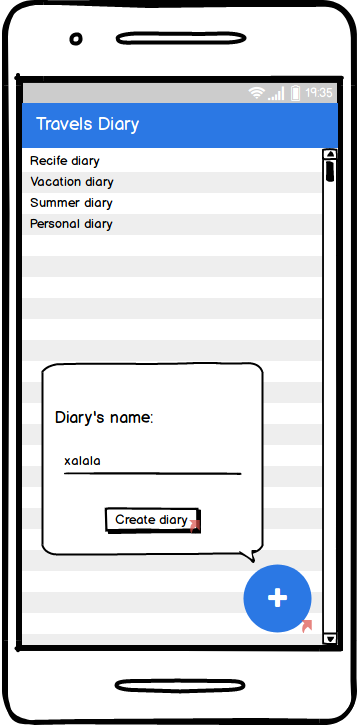 19:35
Travels Diary
Recife diary
Vacation diary
Summer diary
Personal diary
Diary's name:
xalala
Create diary